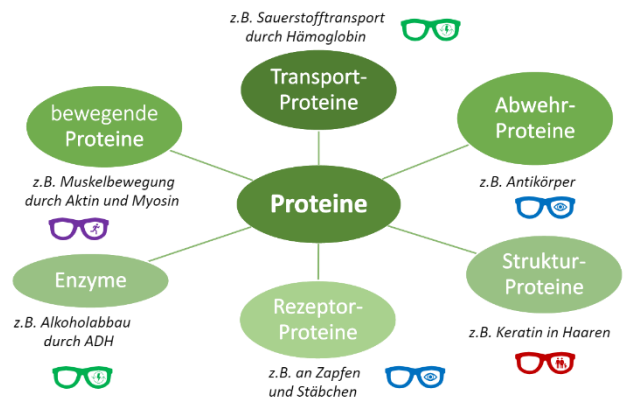 z.B. Sauerstofftransport
durch Hämoglobin
Transport-
Proteine
bewegende
Proteine
Abwehr-
Proteine
z.B. Muskelbewegung
durch Aktin und Myosin
Proteine
z.B. Antikörper
Enzyme
Rezeptor-
Proteine
Struktur-
Proteine
z.B. Alkoholabbau
durch ADH
z.B. an Zapfen
und Stäbchen
z.B. Keratin in Haaren